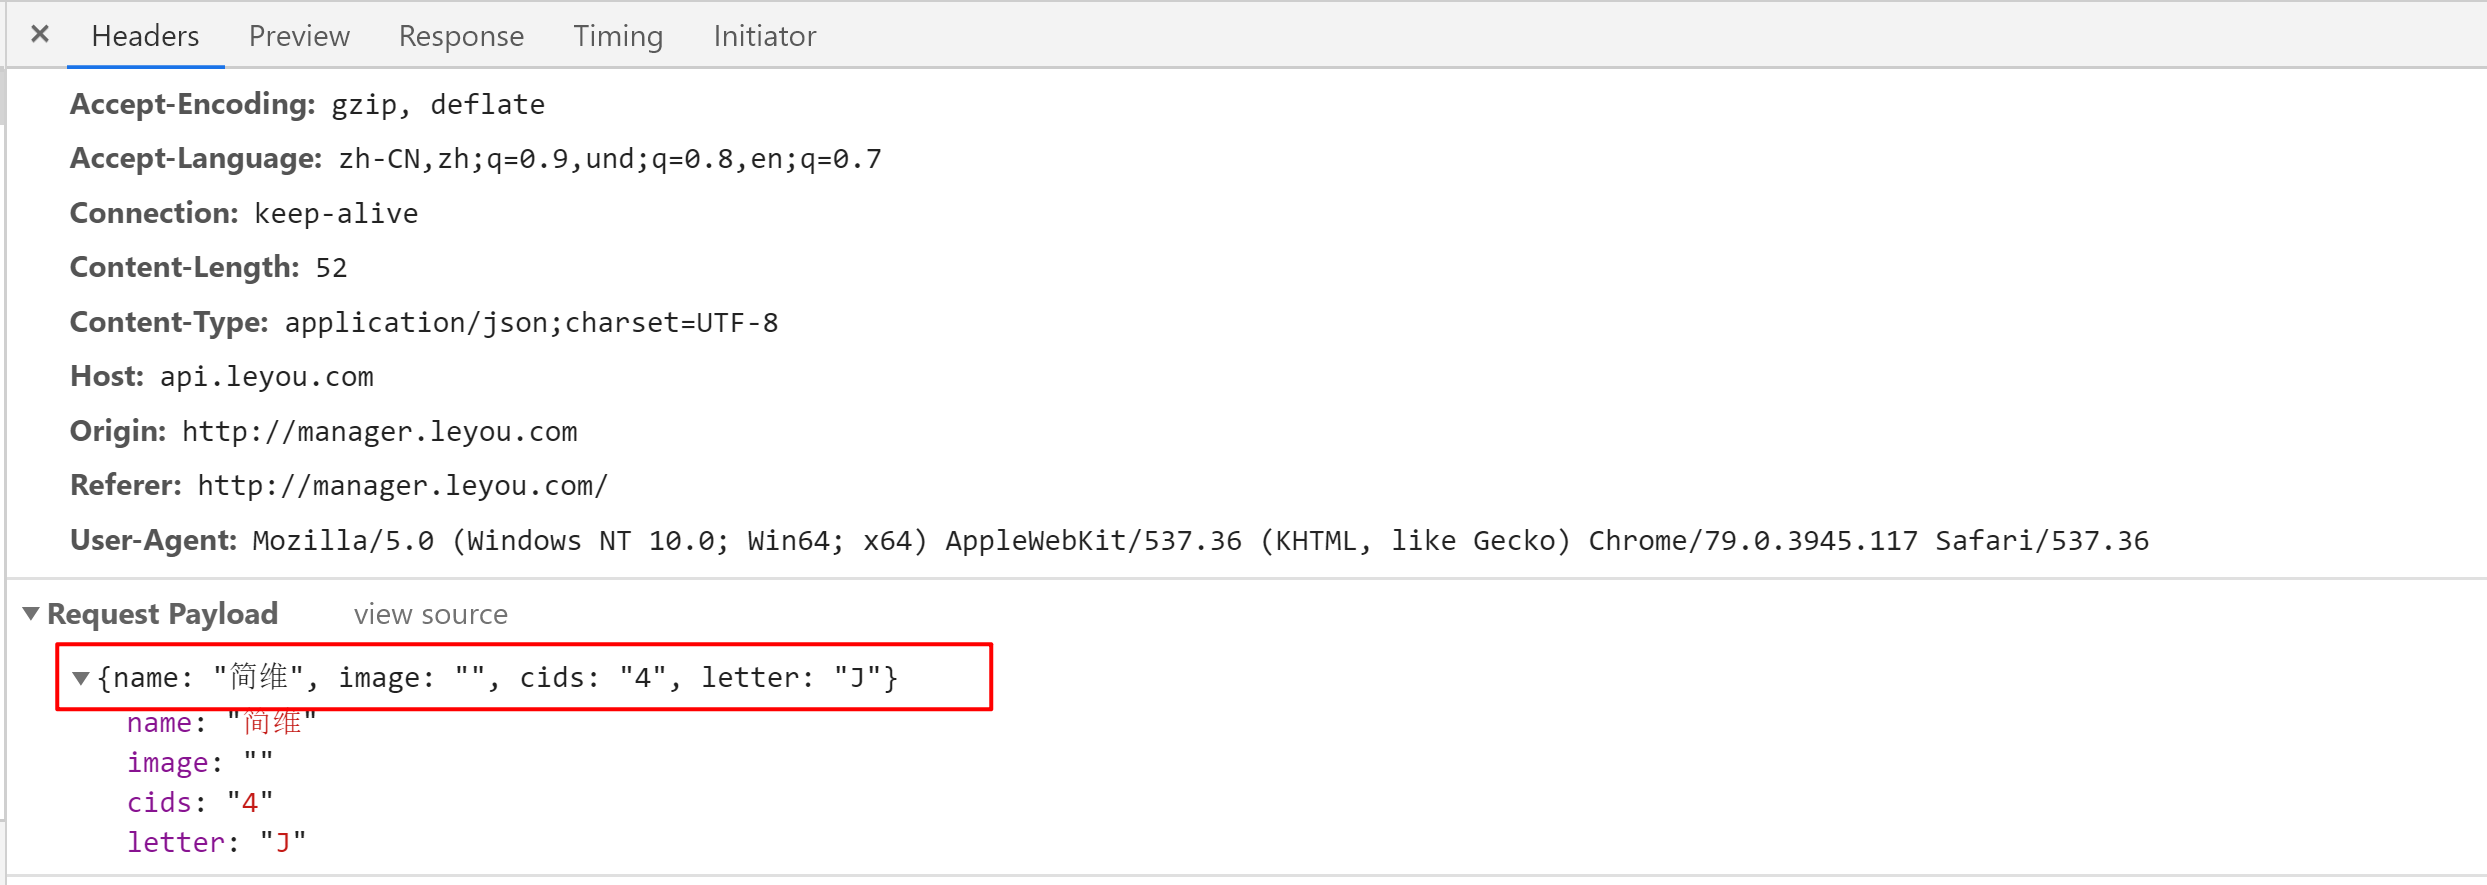 × Headers Preview Response Timing Initiator
Accept-Encoding: gzip, deflate
Accept-Language: zh-CN,zh;q=0.9,und;q=0.8,en;q=0.7
Connection: keep-alive
Content-Length: 52
Content-Type: application/json;charset=UTF-8
Host: api.leyou.com
Origin: http://manager.leyou.com
Referer: http://manager.leyou.com/
User-Agent: Mozilla/5.0 (Windows NT 10.0; Win64; x64) AppleWebKit/537.36 (KHTML, like Gecko) Chrome/79.0.3945.117 Safari/537.36
▼ Request Payload view source
▼ {name: "简维", image: "", cids: "4", letter: "J"}
name: "简维"
image: ""
cids: "4"
letter: "J"